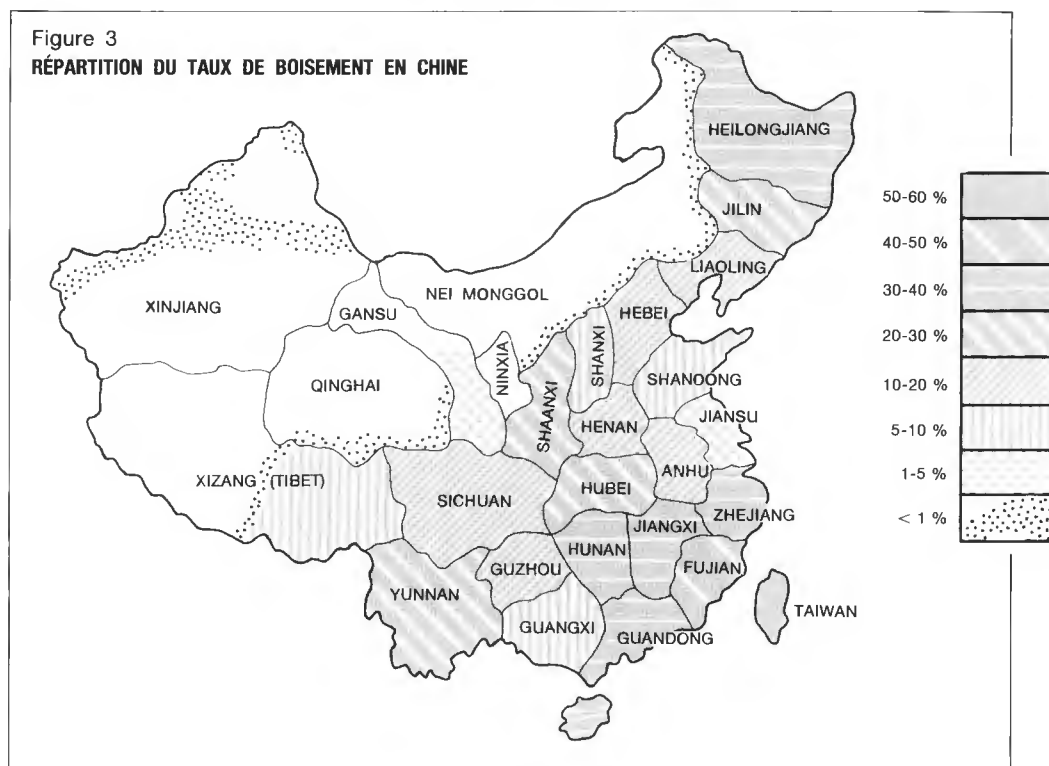 Figure 3
RÉPARTITION DU TAUX DE BOISEMENT EN CHINE
HEILONGJIANG
JILIN
LIAOLING
NEI MONGGOL
XINJIANG
GANSU
HEBEI
NINXIA
SHANXI
SHAANXI
SHANOONG
QINGHAI
HENAN
JIANSU
ANHU
XIZANG (TIBET)
SICHUAN
HUBEI
ZHEJIANG
JIANGXI
HUNAN
GUZHOU
FUJIAN
YUNNAN
GUANGXI
GUANDONG
TAIWAN
50-60 %
40-50 %
30-40 %
20-30 %
10-20 %
5-10 %
1-5 %
< 1 %